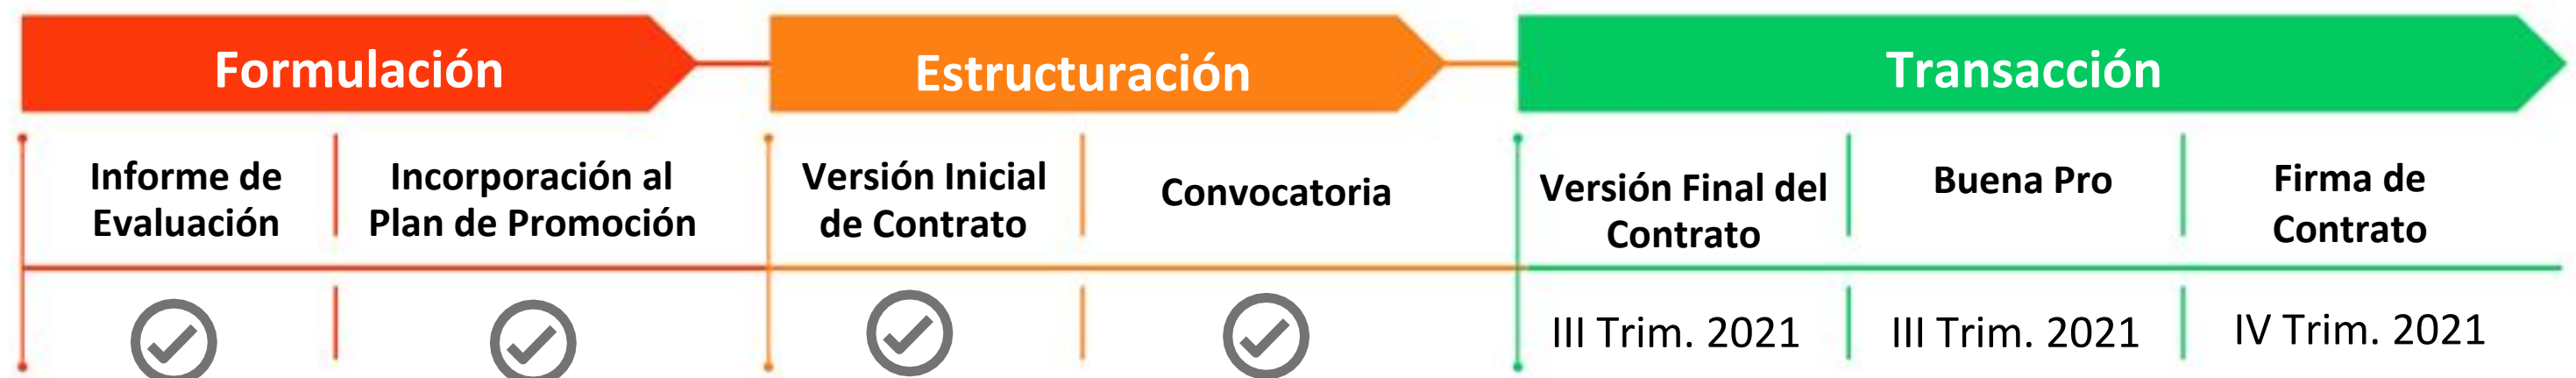 Formulación
Estructuración
Transacción
Informe de
Evaluación
Incorporación al
Plan de Promoción
Versión Inicial
de Contrato
Convocatoria
Versión Final del
Contrato
Buena Pro
Firma de
Contrato
III Trim. 2021
III Trim. 2021
IV Trim. 2021